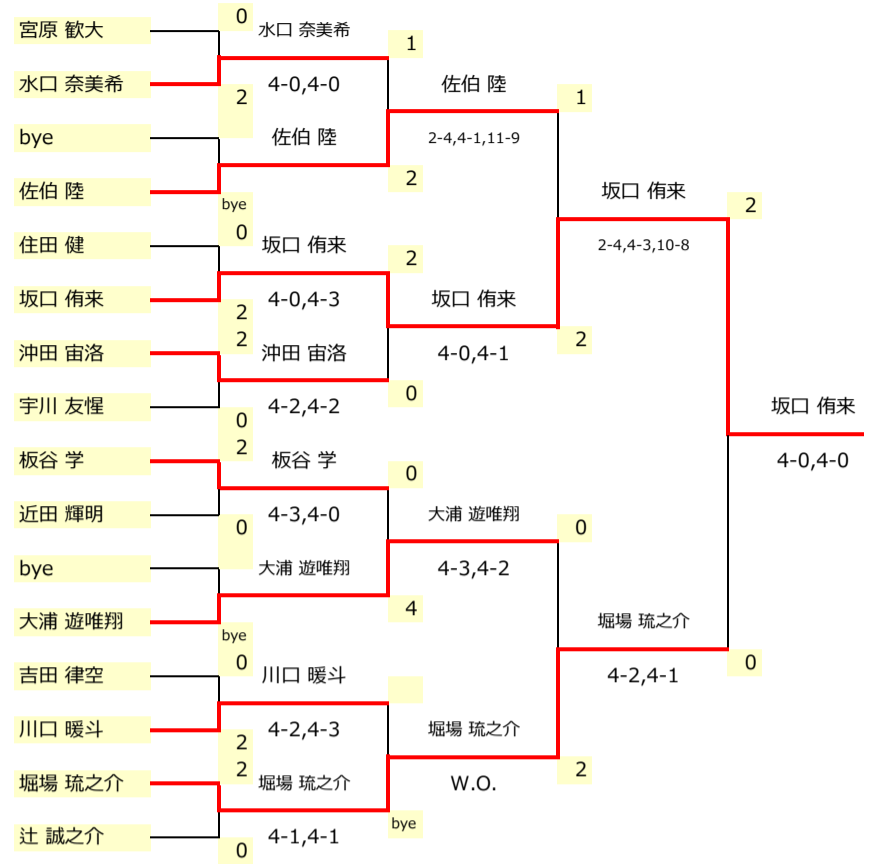 宮原 歓大
水口 奈美希
bye
佐伯 陸
住田 健
坂口 侑来
沖田 宙洛
宇川 友惺
板谷 学
近田 輝明
bye
大浦 遊唯翔
吉田 律空
川口 暖斗
堀場 琉之介
辻 誠之介
0
2
bye
0
2
2
0
2
0
bye
0
2
2
0
水口 奈美希
4-0,4-0
佐伯 陸
坂口 侑来
4-0,4-3
沖田 宙洛
4-2,4-2
板谷 学
4-3,4-0
大浦 遊唯翔
川口 暖斗
4-2,4-3
堀場 琉之介
4-1,4-1
1
2
2
0
0
4
bye
佐伯 陸
2-4,4-1,11-9
坂口 侑来
4-0,4-1
大浦 遊唯翔
4-3,4-2
堀場 琉之介
W.O.
1
2
0
2
坂口 侑来
2-4,4-3,10-8
堀場 琉之介
4-2,4-1
2
0
坂口 侑来
4-0,4-0